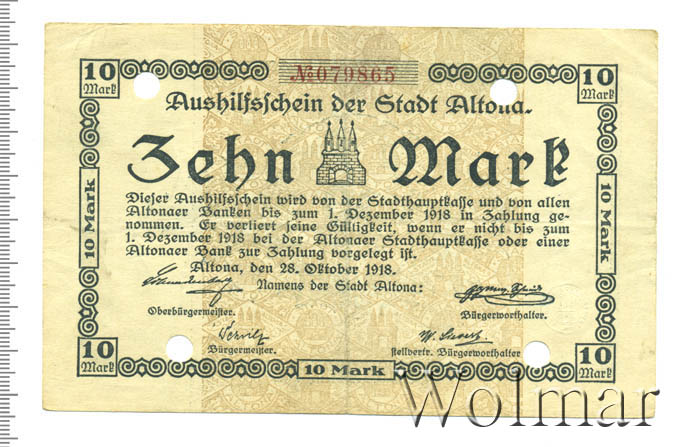 №079865
10 Mark
10 Mark
Aushilfsschein der Stadt Altona.
Zehn Mark
Dieser Aushilfsschein wird von der Stadthauptkasse und von allen
Altonaer Banken bis zum 1. Dezember 1918 in Zahlung ge-
nommen. Er verliert seine Gültigkeit, wenn er nicht bis zum
1. Dezember 1918 bei der Altonaer Stadthauptkasse oder einer
Altonaer Bank zur Zahlung vorgelegt ist.
Altona, den 28. Oktober 1918.
Namens der Stadt Altona:
Oberbürgermeister.
Bürgerworthalter.
Bürgermeister.
stellvertr. Bürgerworthalter.
10 Mark
10 Mark
10 Mark
10 Mark
10 Mark
Wolmar